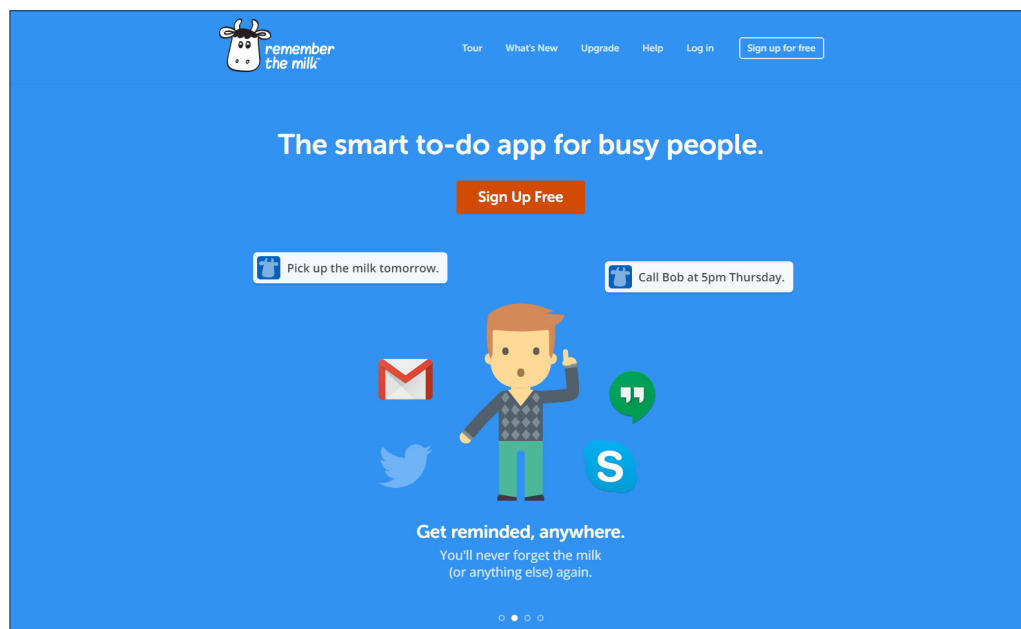 remember
the milk™
Tour What's New Upgrade Help Log in Sign up for free
The smart to-do app for busy people.
Sign Up Free
Pick up the milk tomorrow.
Call Bob at 5pm Thursday.
S
Get reminded, anywhere.
You'll never forget the milk
(or anything else) again.